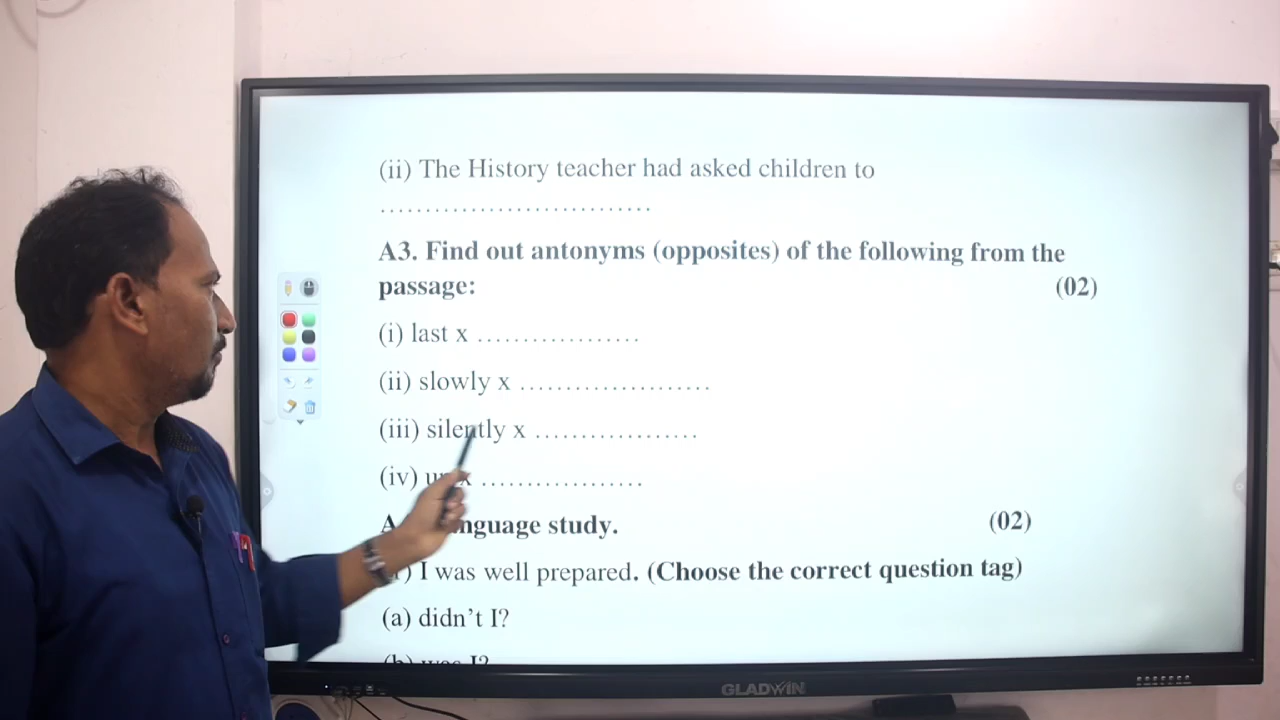 (ii) The History teacher had asked children to
..............................
A3. Find out antonyms (opposites) of the following from the
passage: (02)
(i) last x ..................
(ii) slowly x .....................
(iii) silently x ..................
(iv) x ..................
study. (02)
I was well prepared. (Choose the correct question tag)
(a) didn't I?
(b) was I?
GLADWIN